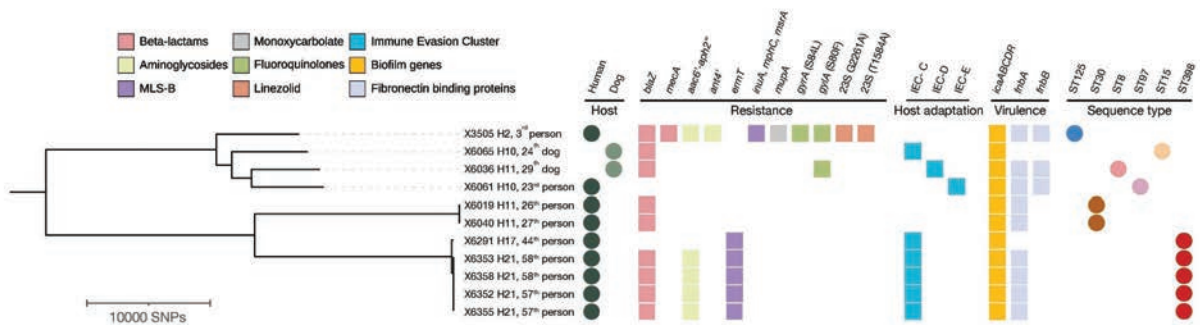 Beta-lactams
Monoxycarbolate
Immune Evasion Cluster
Aminoglycosides
Fluoroquinolones
Biofilm genes
MLS-B
Linezolid
Fibronectin binding proteins
Human
Dog
blaZ
mecA
aac6'-aph2''
ant4'
ermT
inuA, mphC, msrA
mupA
gyrA (S84L)
gylA (S80F)
23S (G2261A)
23S (T1584A)
IEC-C
IEC-D
IEC-E
icaABCDR
fnbA
fnbB
ST125
ST30
ST8
ST97
ST15
ST398
Host
Resistance
Host adaptation
Virulence
Sequence type
X3505 H2, 3rd person
X6065 H10, 24th dog
X6036 H11, 29th dog
X6061 H10, 23rd person
X6019 H11, 26th person
X6040 H11, 27th person
X6291 H17, 44th person
X6353 H21, 58th person
X6358 H21, 58th person
X6352 H21, 57th person
X6355 H21, 57th person
10000 SNPs